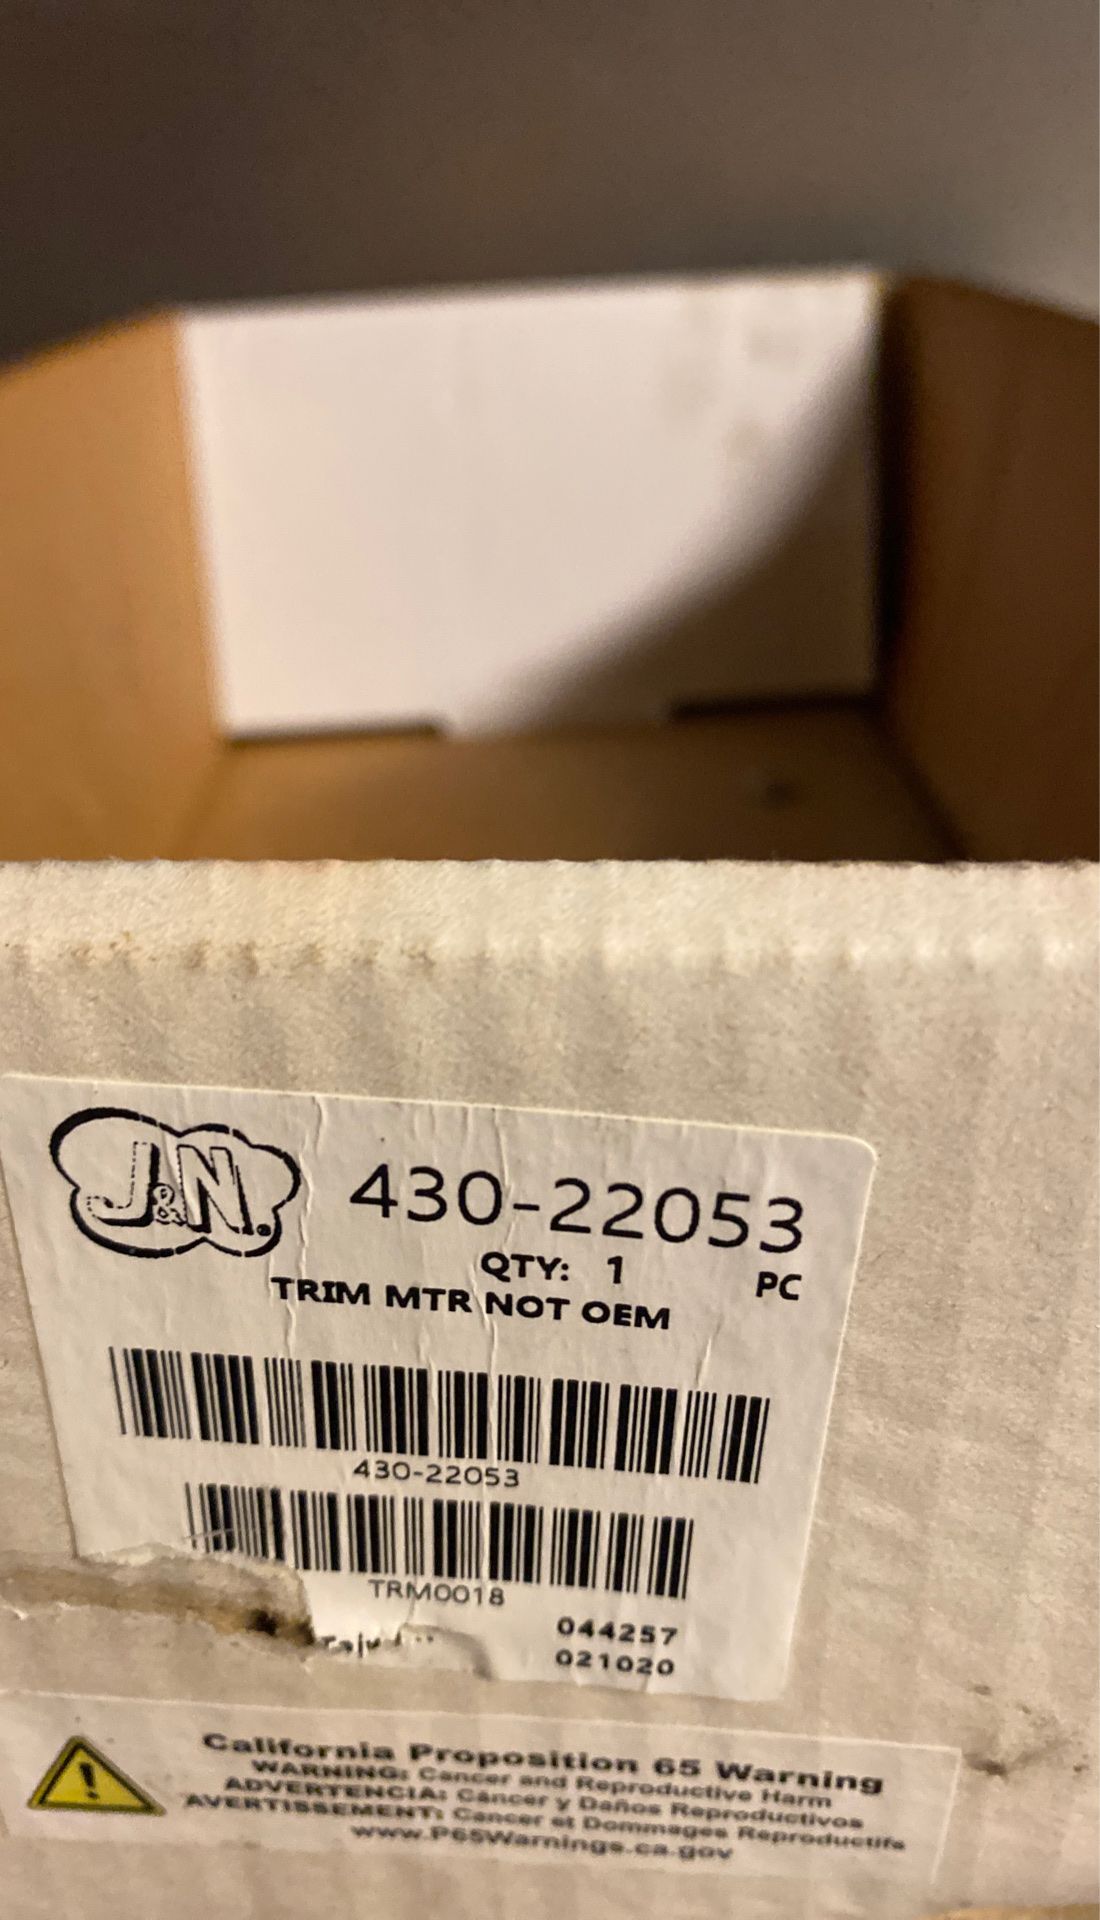 J&N.
430-22053
QTY: 1 PC
TRIM MTR NOT OEM
430-22053
TRM0018
044257
021020
California Proposition 65 Warning
WARNING: Cancer and Reproductive Harm
ADVERTENCIA: Cáncer y Daños Reproductivos
AVERTISSEMENT: Cancer et Dommages Reproductifs
www.P65Warnings.ca.gov